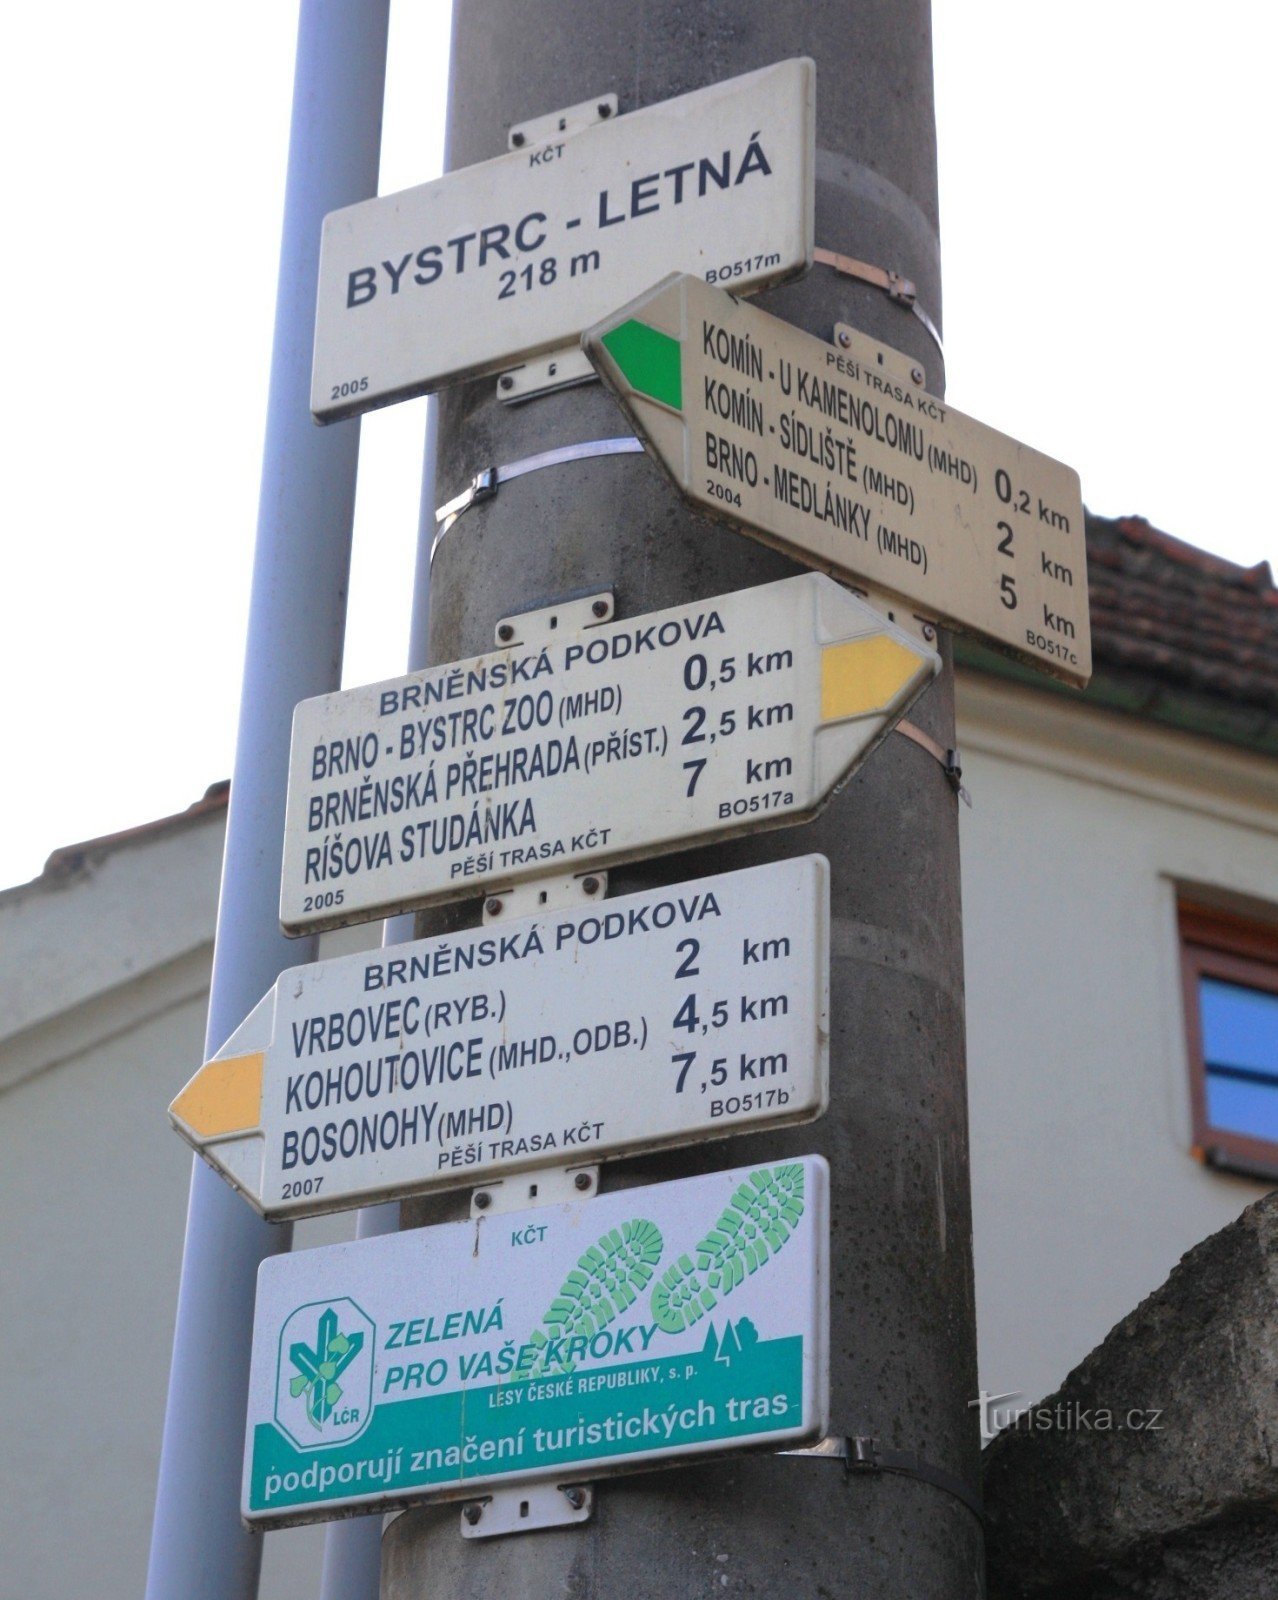 KČT
BYSTRC - LETNÁ
218 m
2005
BO517m
PĚŠÍ TRASA KČT
KOMÍN - U KAMENOLOMU (MHD) 0,2 km
KOMÍN - SÍDLIŠTĚ (MHD) 2 km
BRNO - MEDLÁNKY (MHD) 5 km
2004
BO517c
BRNĚNSKÁ PODKOVA
BRNO - BYSTRC ZOO (MHD) 0,5 km
BRNĚNSKÁ PŘEHRADA (PŘÍST.) 2,5 km
ŘÍŠOVA STUDÁNKA 7 km
2005
PĚŠÍ TRASA KČT
BO517a
BRNĚNSKÁ PODKOVA
VRBOVEC (RYB.) 2 km
KOHOUTOVICE (MHD.,ODB.) 4,5 km
BOSONOHY (MHD) 7,5 km
2007
PĚŠÍ TRASA KČT
BO517b
KČT
ZELENÁ
PRO VAŠE KROKY
LČR
LESY ČESKÉ REPUBLIKY, s. p.
podporují značení turistických tras
Turistika.cz